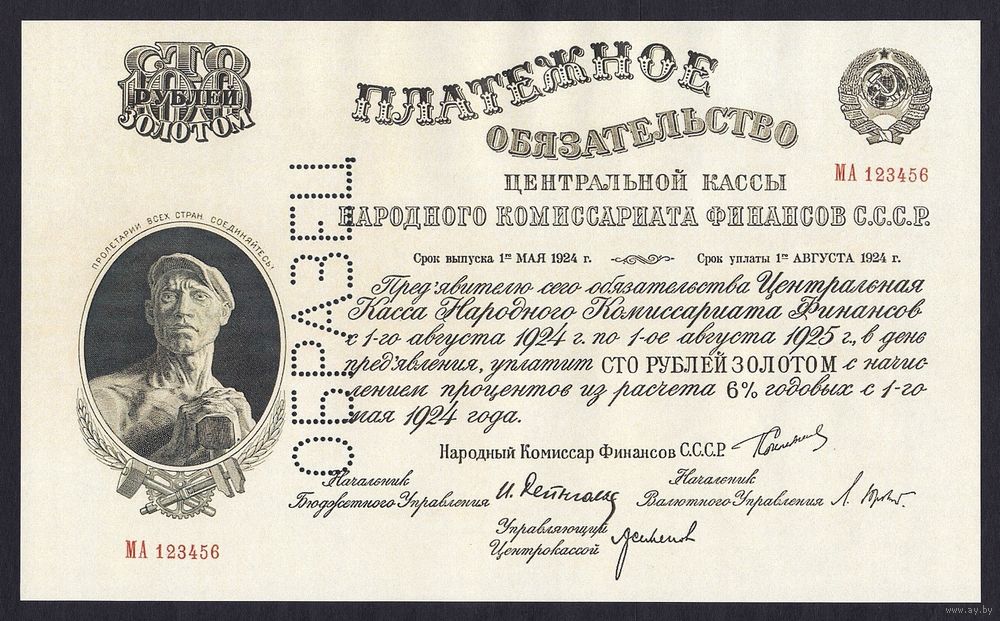 СТО
100
РУБЛЕЙ
ЗОЛОТОМ
ПЛАТЕЖНОЕ
ОБЯЗАТЕЛЬСТВО
ЦЕНТРАЛЬНОЙ КАССЫ
НАРОДНОГО КОМИССАРИАТА ФИНАНСОВ С.С.С.Р.
МА 123456
ОБРАЗЕЦ
ПРОЛЕТАРИИ ВСЕХ СТРАН, СОЕДИНЯЙТЕСЬ!
Срок выпуска 1го МАЯ 1924 г.
Срок уплаты 1го АВГУСТА 1924 г.
Пред'явителю сего обязательства Центральная
Касса Народного Комиссариата Финансов
с 1-го августа 1924 г. по 1-ое августа 1925 г., в день
пред'явления, уплатит СТО РУБЛЕЙ ЗОЛОТОМ с начис-
лением процентов из расчета 6% годовых с 1-го
мая 1924 года.
Народный Комиссар Финансов С.С.С.Р.
Начальник
Бюджетного Управления
Начальник
Валютного Управления
Управляющий
Центрокассой
МА 123456
www.ay.by